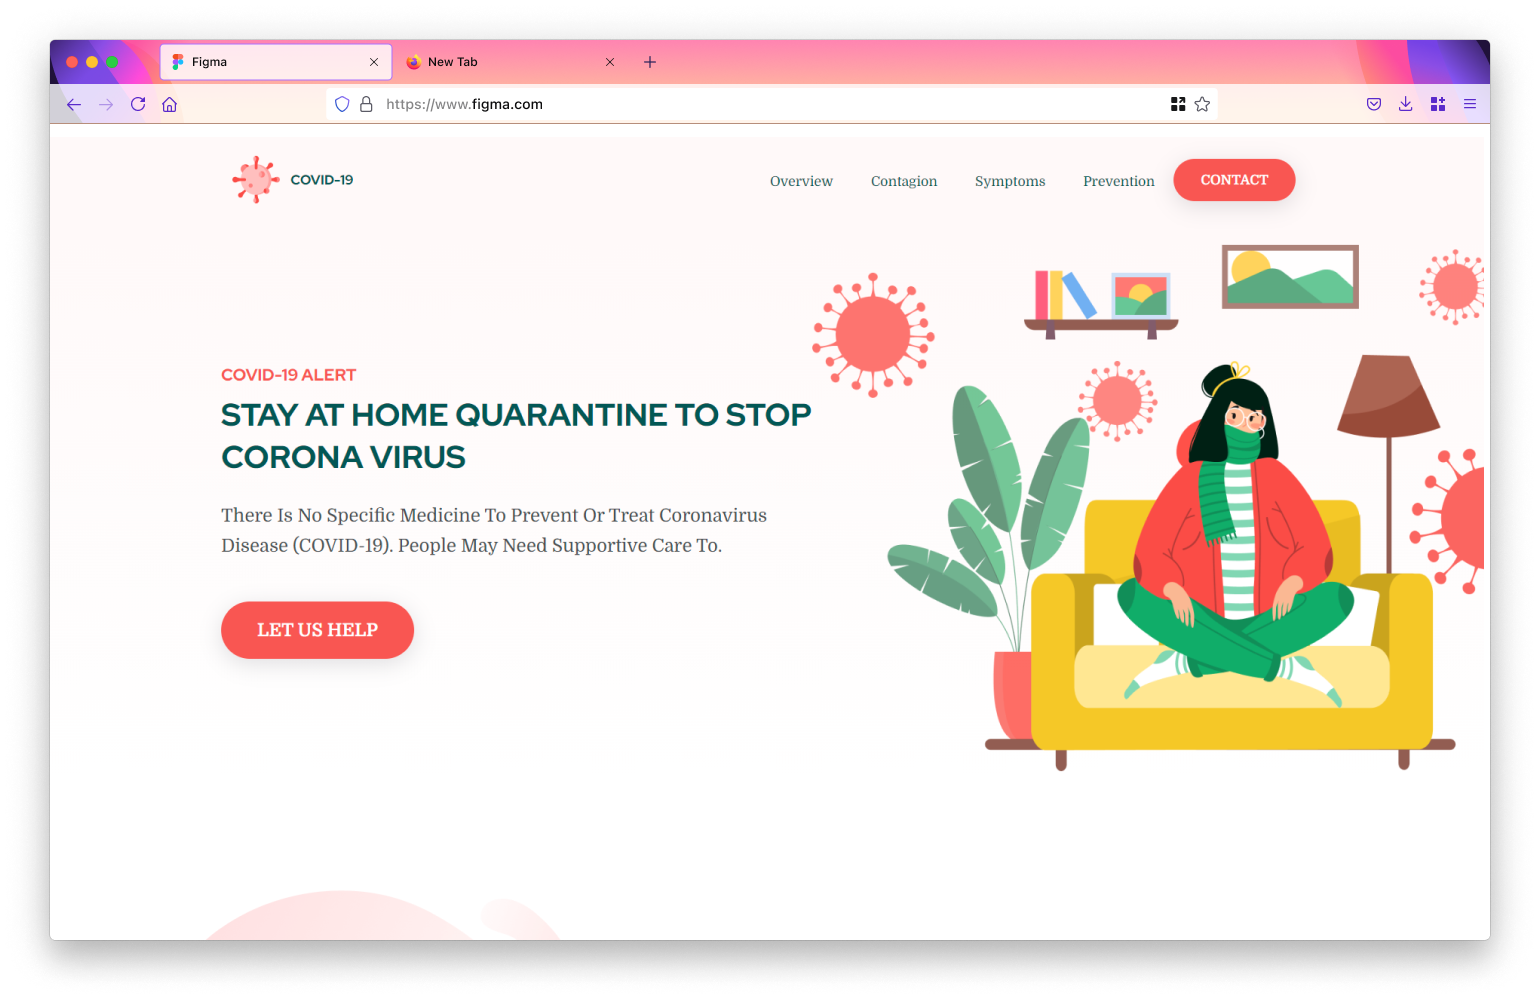 Figma
New Tab
https://www.figma.com
COVID-19
Overview
Contagion
Symptoms
Prevention
CONTACT
COVID-19 ALERT
STAY AT HOME QUARANTINE TO STOP
CORONA VIRUS
There Is No Specific Medicine To Prevent Or Treat Coronavirus
Disease (COVID-19). People May Need Supportive Care To.
LET US HELP